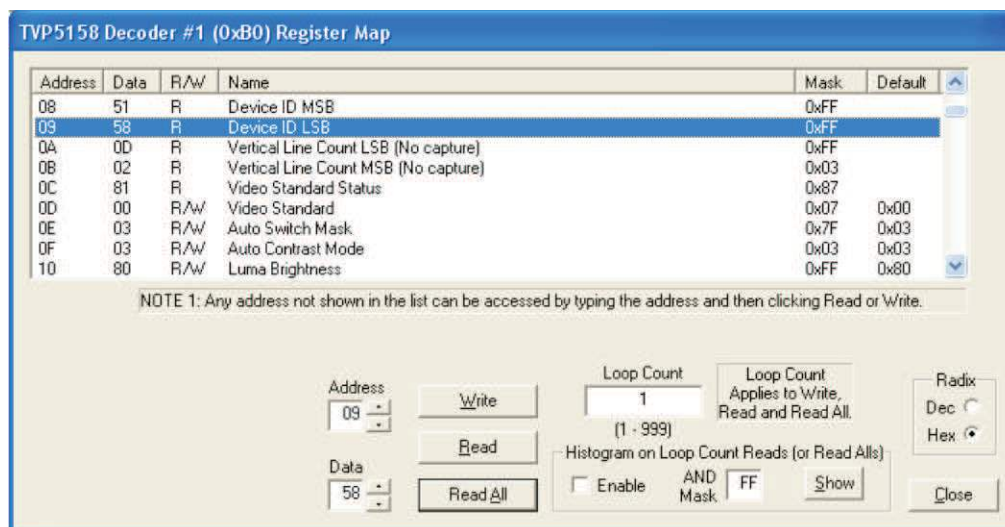 TVP5158 Decoder #1 (0xB0) Register Map
Address Data R/W Name Mask Default
08 51 R Device ID MSB 0xFF
09 58 R Device ID LSB 0xFF
0A 0D R Vertical Line Count LSB (No capture) 0xFF
0B 02 R Vertical Line Count MSB (No capture) 0x03
0C 81 R Video Standard Status 0x87
0D 00 R/W Video Standard 0x07 0x00
0E 03 R/W Auto Switch Mask 0x7F 0x03
0F 03 R/W Auto Contrast Mode 0x03 0x03
10 80 R/W Luma Brightness 0xFF 0x80
NOTE 1: Any address not shown in the list can be accessed by typing the address and then clicking Read or Write.
Address
09
Data
58
Write
Read
Read All
Loop Count
1
(1 - 999)
Loop Count
Applies to Write,
Read and Read All.
Histogram on Loop Count Reads (or Read Alls)
Enable
AND
Mask
FF
Show
Radix
Dec
Hex
Close